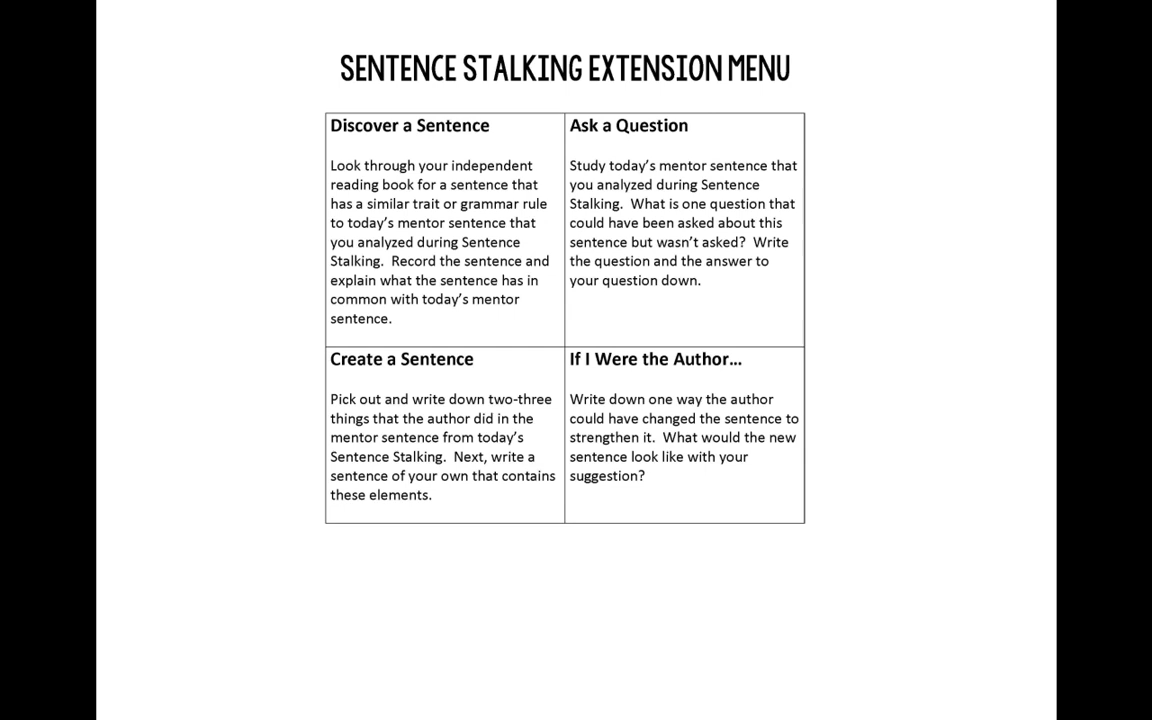 SENTENCE STALKING EXTENSION MENU
Discover a Sentence
Look through your independent
reading book for a sentence that
has a similar trait or grammar rule
to today’s mentor sentence that
you analyzed during Sentence
Stalking.  Record the sentence and
explain what the sentence has in
common with today’s mentor
sentence.
Ask a Question
Study today’s mentor sentence that
you analyzed during Sentence
Stalking.  What is one question that
could have been asked about this
sentence but wasn’t asked?  Write
the question and the answer to
your question down.
Create a Sentence
Pick out and write down two-three
things that the author did in the
mentor sentence from today’s
Sentence Stalking.  Next, write a
sentence of your own that contains
these elements.
If I Were the Author…
Write down one way the author
could have changed the sentence to
strengthen it.  What would the new
sentence look like with your
suggestion?